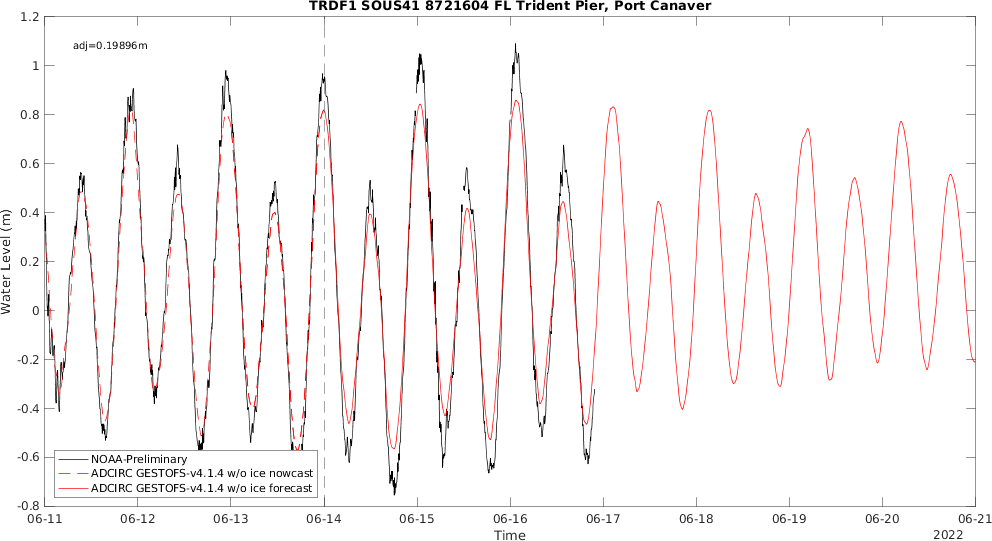 TRDF1 SOUS41 8721604 FL Trident Pier, Port Canaver
adj=0.19896m
Water Level (m)
1.2
1
0.8
0.6
0.4
0.2
0
-0.2
-0.4
-0.6
-0.8
NOAA-Preliminary
ADCIRC GESTOFS-v4.1.4 w/o ice nowcast
ADCIRC GESTOFS-v4.1.4 w/o ice forecast
06-11 06-12 06-13 06-14 06-15 06-16 06-17 06-18 06-19 06-20 06-21
Time
2022